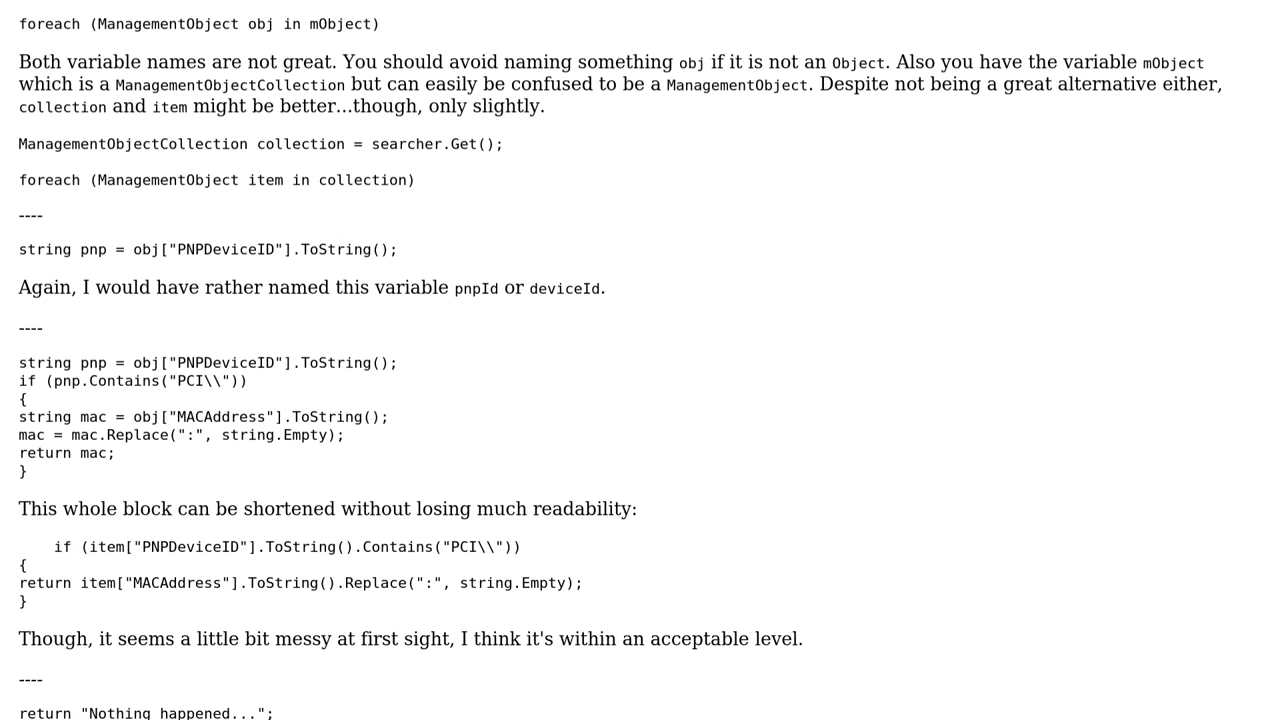 foreach (ManagementObject obj in mObject)
Both variable names are not great. You should avoid naming something obj if it is not an Object. Also you have the variable mObject
which is a ManagementObjectCollection but can easily be confused to be a ManagementObject. Despite not being a great alternative either,
collection and item might be better...though, only slightly.
ManagementObjectCollection collection = searcher.Get();
foreach (ManagementObject item in collection)
----
string pnp = obj["PNPDeviceID"].ToString();
Again, I would have rather named this variable pnpId or deviceId.
----
string pnp = obj["PNPDeviceID"].ToString();
if (pnp.Contains("PCI\\"))
{
string mac = obj["MACAddress"].ToString();
mac = mac.Replace(":", string.Empty);
return mac;
}
This whole block can be shortened without losing much readability:
    if (item["PNPDeviceID"].ToString().Contains("PCI\\"))
{
return item["MACAddress"].ToString().Replace(":", string.Empty);
}
Though, it seems a little bit messy at first sight, I think it's within an acceptable level.
----
return "Nothing happened...";